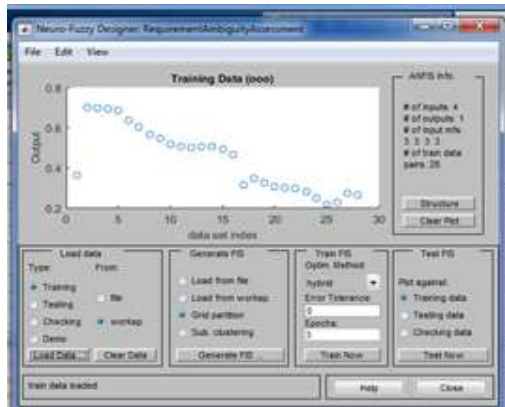 Neuro-Fuzzy Designer: RequirementAmbiguityAssessment
File Edit View
Training Data (ooo)
ANFIS Info.
0.8
0.6
0.4
0.2
Output
0 5 10 15 20 25 30
data set index
# of inputs: 4
# of outputs: 1
# of input mfs:
3 3 3 3
# of train data
pairs: 28
Structure
Clear Plot
Load data
Type: From:
Training
Testing
Checking
Demo
file
worksp.
Load Data... Clear Data
Generate FIS
Load from file
Load from worksp.
Grid partition
Sub. clustering
Generate FIS ...
Train FIS
Optim. Method:
hybrid
Error Tolerance:
0
Epochs:
3
Train Now
Test FIS
Plot against:
Training data
Testing data
Checking data
Test Now
train data loaded
Help Close